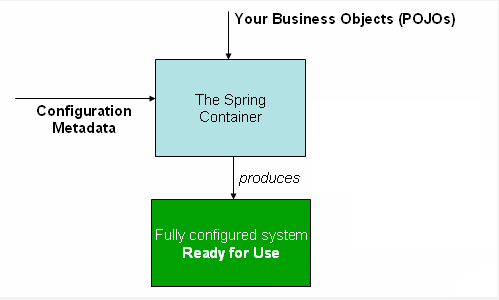 Your Business Objects (POJOs)
The Spring
Container
Configuration
Metadata
produces
Fully configured system
Ready for Use